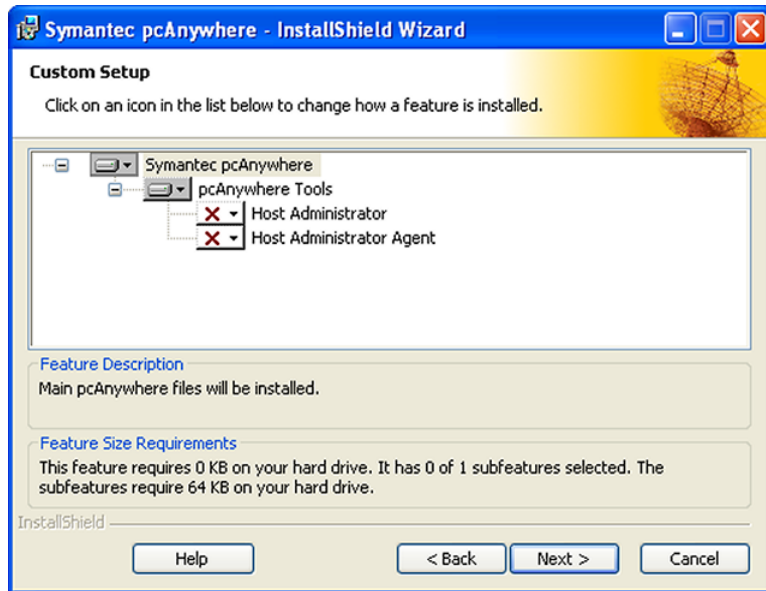 Symantec pcAnywhere - InstallShield Wizard
Custom Setup
Click on an icon in the list below to change how a feature is installed.
Symantec pcAnywhere
pcAnywhere Tools
Host Administrator
Host Administrator Agent
Feature Description
Main pcAnywhere files will be installed.
Feature Size Requirements
This feature requires 0 KB on your hard drive. It has 0 of 1 subfeatures selected. The
subfeatures require 64 KB on your hard drive.
InstallShield
Help
< Back
Next >
Cancel